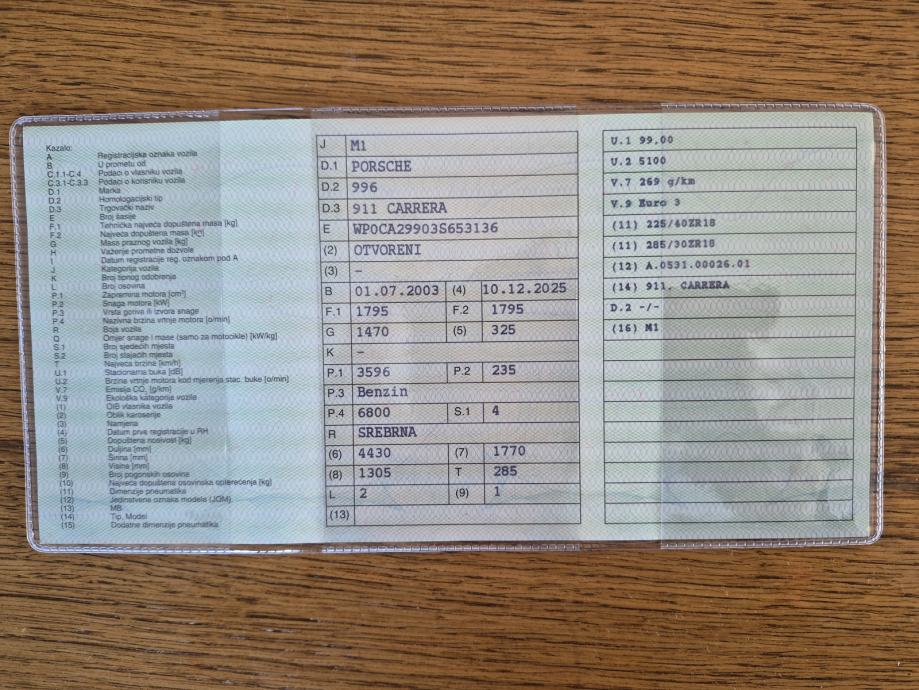 Kazalo:
A Registracijska oznaka vozila
B U prometu od
C.1.1-C.4 Podaci o vlasniku vozila
C.3.1-C.3.3 Podaci o korisniku vozila
D.1 Marka
D.2 Homologacijski tip
D.3 Trgovački naziv
E Broj šasije
F.1 Tehnička najveća dopuštena masa [kg]
F.2 Najveća dopuštena masa [kg]
G Masa praznog vozila [kg]
H Važenje prometne dozvole
I Datum registracije reg. oznakom pod A
J Kategorija vozila
K Broj tipnog odobrenja
L Broj osovina
P.1 Zapremina motora [cm³]
P.2 Snaga motora [kW]
P.3 Vrsta goriva ili izvora snage
P.4 Nazivna brzina vrtnje motora [o/min]
R Boja vozila
Q Omjer snage i mase (samo za motocikle) [kW/kg]
S.1 Broj sjedećih mjesta
S.2 Broj stajaćih mjesta
T Najveća brzina [km/h]
U.1 Stacionarna buka [dB]
U.2 Brzina vrtnje motora kod mjerenja stac. buke [o/min]
V.7 Emisija CO₂ [g/km]
V.9 Ekološka kategorija vozila
(1) OIB vlasnika vozila
(2) Oblik karoserije
(3) Namjena
(4) Datum prve registracije u RH
(5) Dopuštena nosivost [kg]
(6) Duljina [mm]
(7) Širina [mm]
(8) Visina [mm]
(9) Broj pogonskih osovina
(10) Najveća dopuštena osovinska opterećenja [kg]
(11) Dimenzije pneumatika
(12) Jedinstvena oznaka modela (JOM)
(13) MB
(14) Tip, Model
(15) Dodatne dimenzije pneumatika
J M1
D.1 PORSCHE
D.2 996
D.3 911 CARRERA
E WP0CA29903S653136
(2) OTVORENI
(3) –
B 01.07.2003 (4) 10.12.2025
F.1 1795 F.2 1795
G 1470 (5) 325
K –
P.1 3596 P.2 235
P.3 Benzin
P.4 6800 S.1 4
R SREBRNA
(6) 4430 (7) 1770
(8) 1305 T 285
L 2 (9) 1
(13)
U.1 99,00
U.2 5100
V.7 269 g/km
V.9 Euro 3
(11) 225/40ZR18
(11) 285/30ZR18
(12) A.0531.00026.01
(14) 911, CARRERA
D.2 -/-
(16) M1